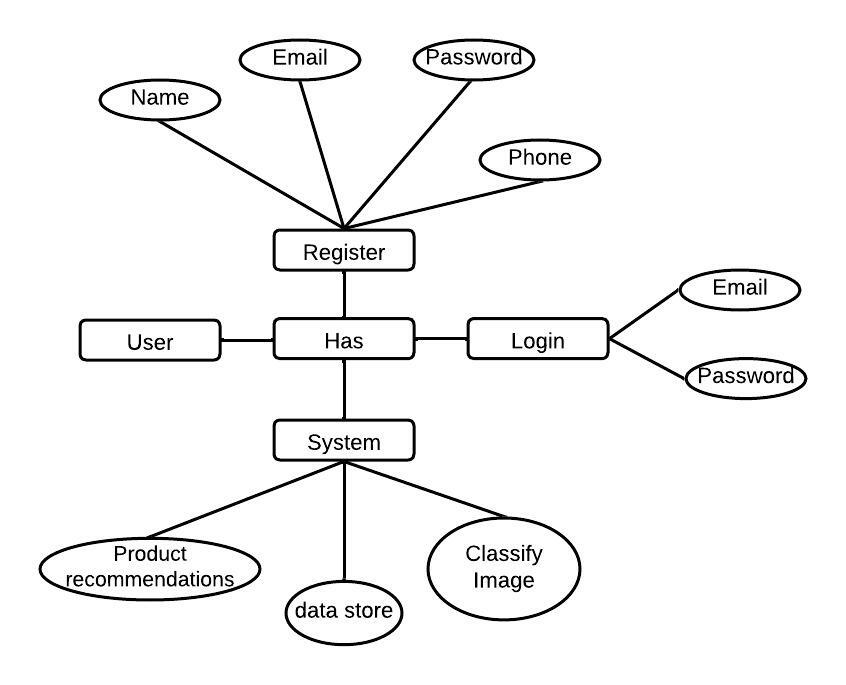 Email
Password
Name
Phone
Register
Email
User
Has
Login
Password
System
Product
recommendations
Classify
Image
data store